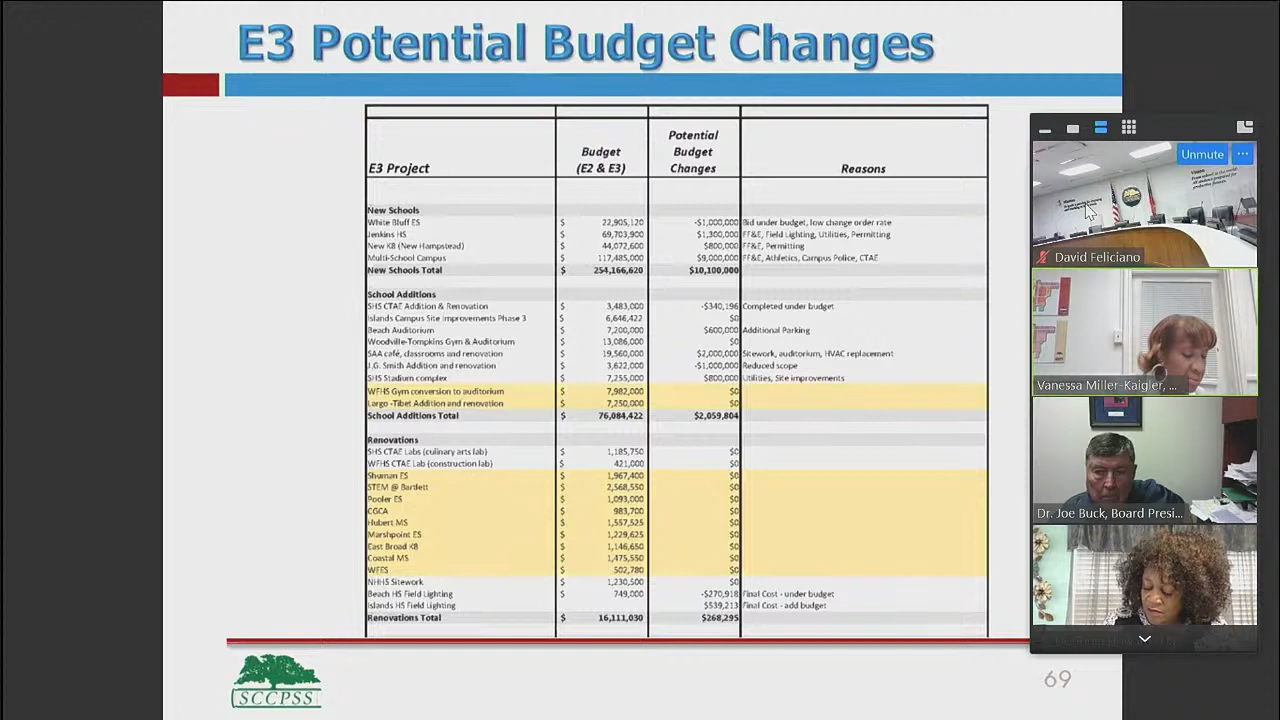 E3 Potential Budget Changes
E3 Project Budget (E2 & E3) Potential Budget Changes Reasons
New Schools
White Bluff ES $ 22,905,120 -$1,000,000 Bid under budget, low change order rate
Jenkins HS $ 69,703,900 $1,300,000 FF&E, Field Lighting, Utilities, Permitting
New K8 (New Hampstead) $ 44,072,600 $800,000 FF&E, Permitting
Multi-School Campus $ 117,485,000 $9,000,000 FF&E, Athletics, Campus Police, CTAE
New Schools Total $ 254,166,620 $10,100,000
School Additions
SHS CTAE Addition & Renovation $ 3,483,000 -$340,196 Completed under budget
Islands Campus Site Improvements Phase 3 $ 6,646,422 $0
Beach Auditorium $ 7,200,000 $600,000 Additional Parking
Woodville-Tompkins Gym & Auditorium $ 13,086,000 $0
SAA café, classrooms and renovation $ 19,560,000 $2,000,000 Sitework, auditorium, HVAC replacement
J.G. Smith Addition and renovation $ 3,622,000 -$1,000,000 Reduced scope
SHS Stadium complex $ 7,255,000 $800,000 Utilities, Site improvements
WFHS Gym conversion to auditorium $ 7,982,000 $0
Largo -Tibet Addition and renovation $ 7,250,000 $0
School Additions Total $ 76,084,422 $2,059,804
Renovations
SHS CTAE Labs (culinary arts lab) $ 1,185,750 $0
WFHS CTAE Lab (construction lab) $ 421,000 $0
Shuman ES $ 1,967,400 $0
STEM @ Bartlett $ 2,568,550 $0
Pooler ES $ 1,093,000 $0
CGCA $ 983,700 $0
Hubert MS $ 1,557,525 $0
Marshpoint ES $ 1,229,625 $0
East Broad K8 $ 1,146,650 $0
Coastal MS $ 1,475,550 $0
WFES $ 502,780 $0
NHHS Sitework $ 1,230,500 $0
Beach HS Field Lighting $ 749,000 -$270,918 Final Cost - under budget
Islands HS Field Lighting $539,213 Final Cost - add budget
Renovations Total $ 16,111,030 $268,295
SCCPSS
69
Unmute
David Feliciano
Vanessa Miller-Kaigler, ...
Dr. Joe Buck, Board Presi...